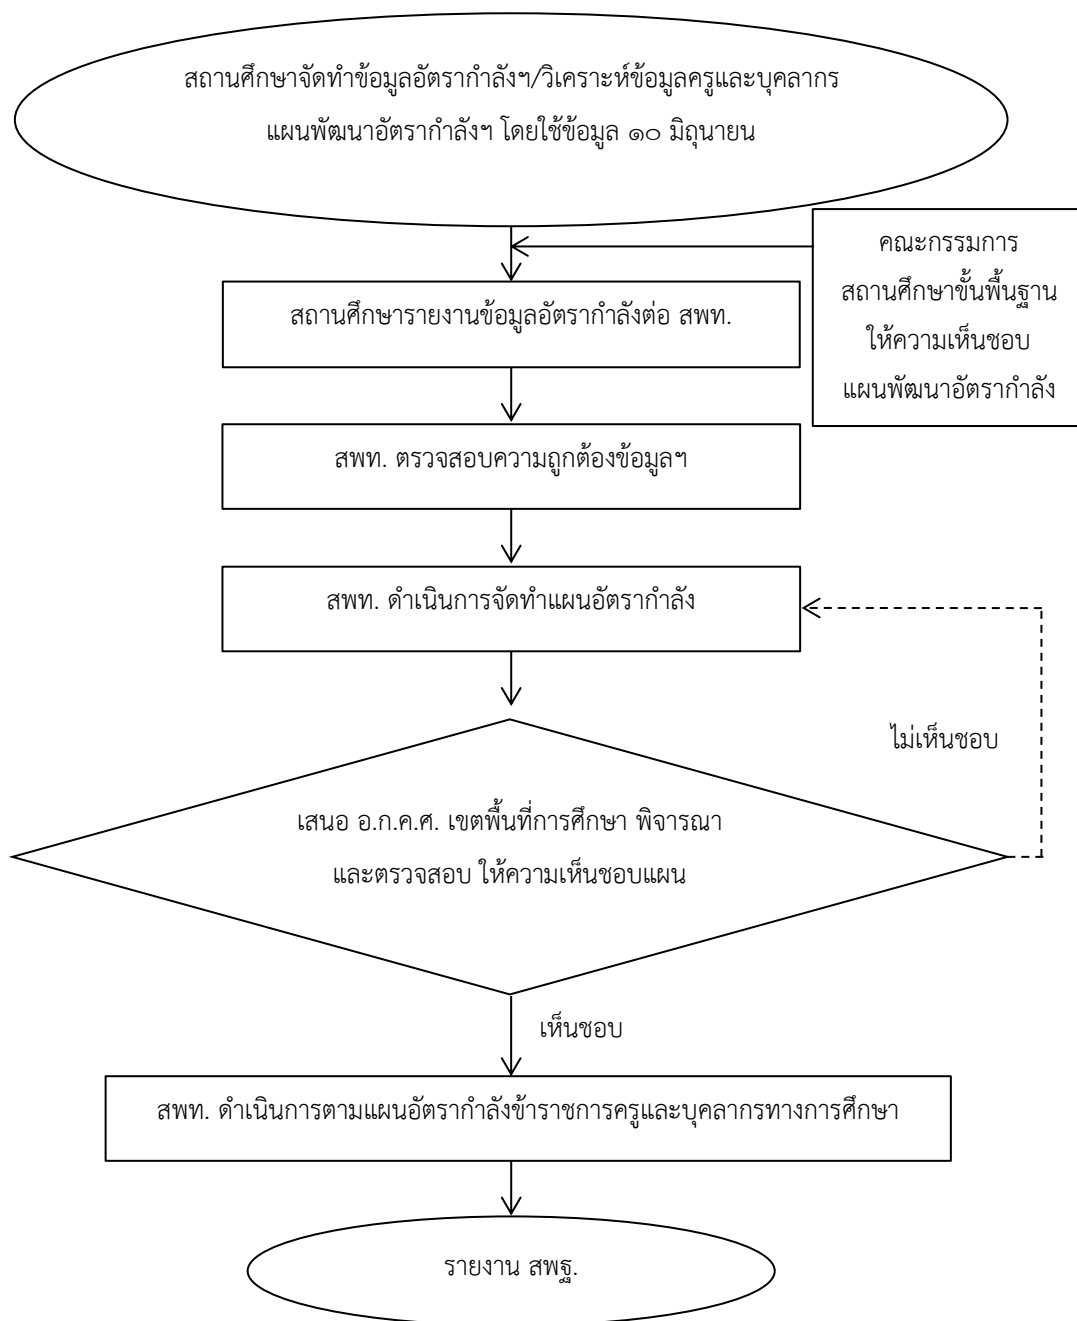 สถานศึกษาจัดทำข้อมูลอัตรากำลังฯ/วิเคราะห์ข้อมูลครูและบุคลากร
แผนพัฒนาอัตรากำลังฯ โดยใช้ข้อมูล ๑๐ มิถุนายน
คณะกรรมการ
สถานศึกษาขั้นพื้นฐาน
ให้ความเห็นชอบ
แผนพัฒนาอัตรากำลัง
สถานศึกษารายงานข้อมูลอัตรากำลังต่อ สพท.
สพท. ตรวจสอบความถูกต้องข้อมูลฯ
สพท. ดำเนินการจัดทำแผนอัตรากำลัง
ไม่เห็นชอบ
เสนอ อ.ก.ค.ศ. เขตพื้นที่การศึกษา พิจารณา
และตรวจสอบ ให้ความเห็นชอบแผน
เห็นชอบ
สพท. ดำเนินการตามแผนอัตรากำลังข้าราชการครูและบุคลากรทางการศึกษา
รายงาน สพฐ.